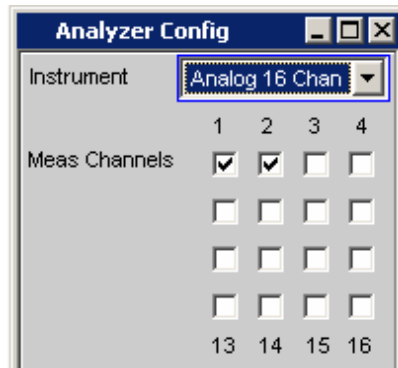 Analyzer Config
Instrument Analog 16 Chan
1 2 3 4
Meas Channels
13 14 15 16